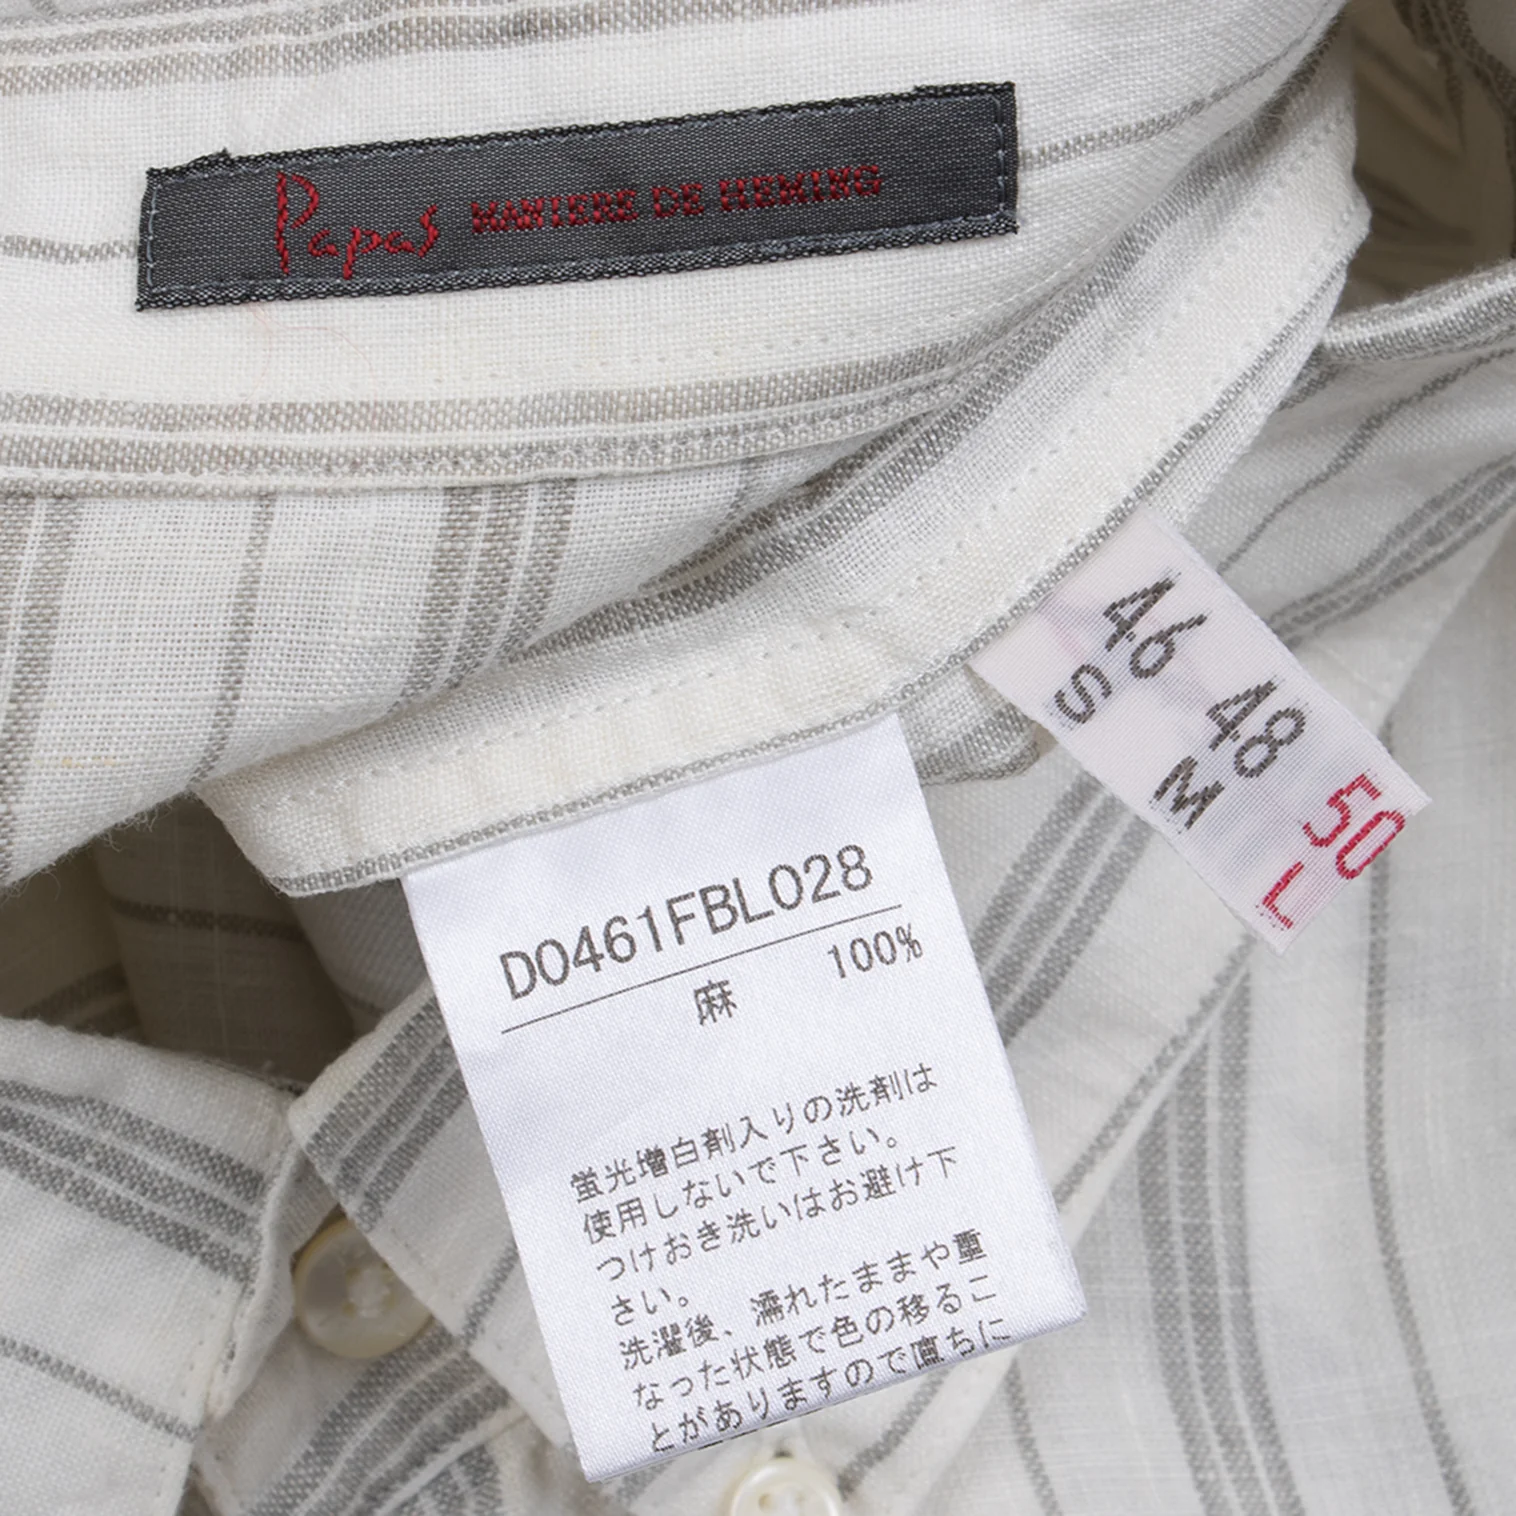 Papas MANIERE DE HEMING
46 48 50
S M L
D0461FBL028
麻 100%
蛍光増白剤入りの洗剤は
使用しないで下さい。
つけおき洗いはお避け下
さい。
洗濯後、濡れたままや重
なった状態で色の移るこ
とがありますので直ちに